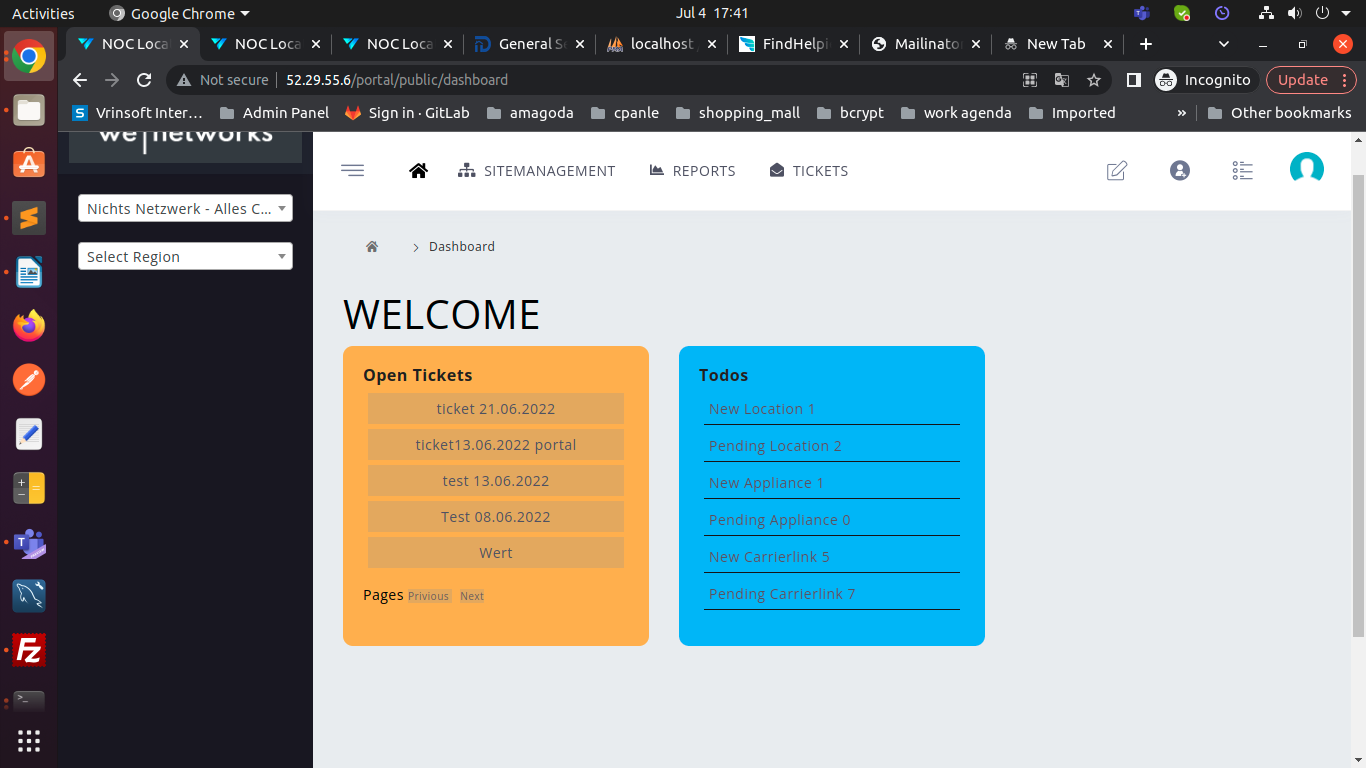 Activities
Google Chrome
Jul 4 17:41
NOC Loca
NOC Loca
NOC Loca
General Se
localhost
FindHelpi
Mailinato
New Tab
Not secure
52.29.55.6/portal/public/dashboard
Incognito
Update
Vrinsoft Inter…
Admin Panel
Sign in · GitLab
amagoda
cpanle
shopping_mall
bcrypt
work agenda
Imported
»
Other bookmarks
we|networks
SITEMANAGEMENT
REPORTS
TICKETS
Nichts Netzwerk - Alles C...
Select Region
Dashboard
WELCOME
Open Tickets
ticket 21.06.2022
ticket13.06.2022 portal
test 13.06.2022
Test 08.06.2022
Wert
Pages Privious Next
Todos
New Location 1
Pending Location 2
New Appliance 1
Pending Appliance 0
New Carrierlink 5
Pending Carrierlink 7